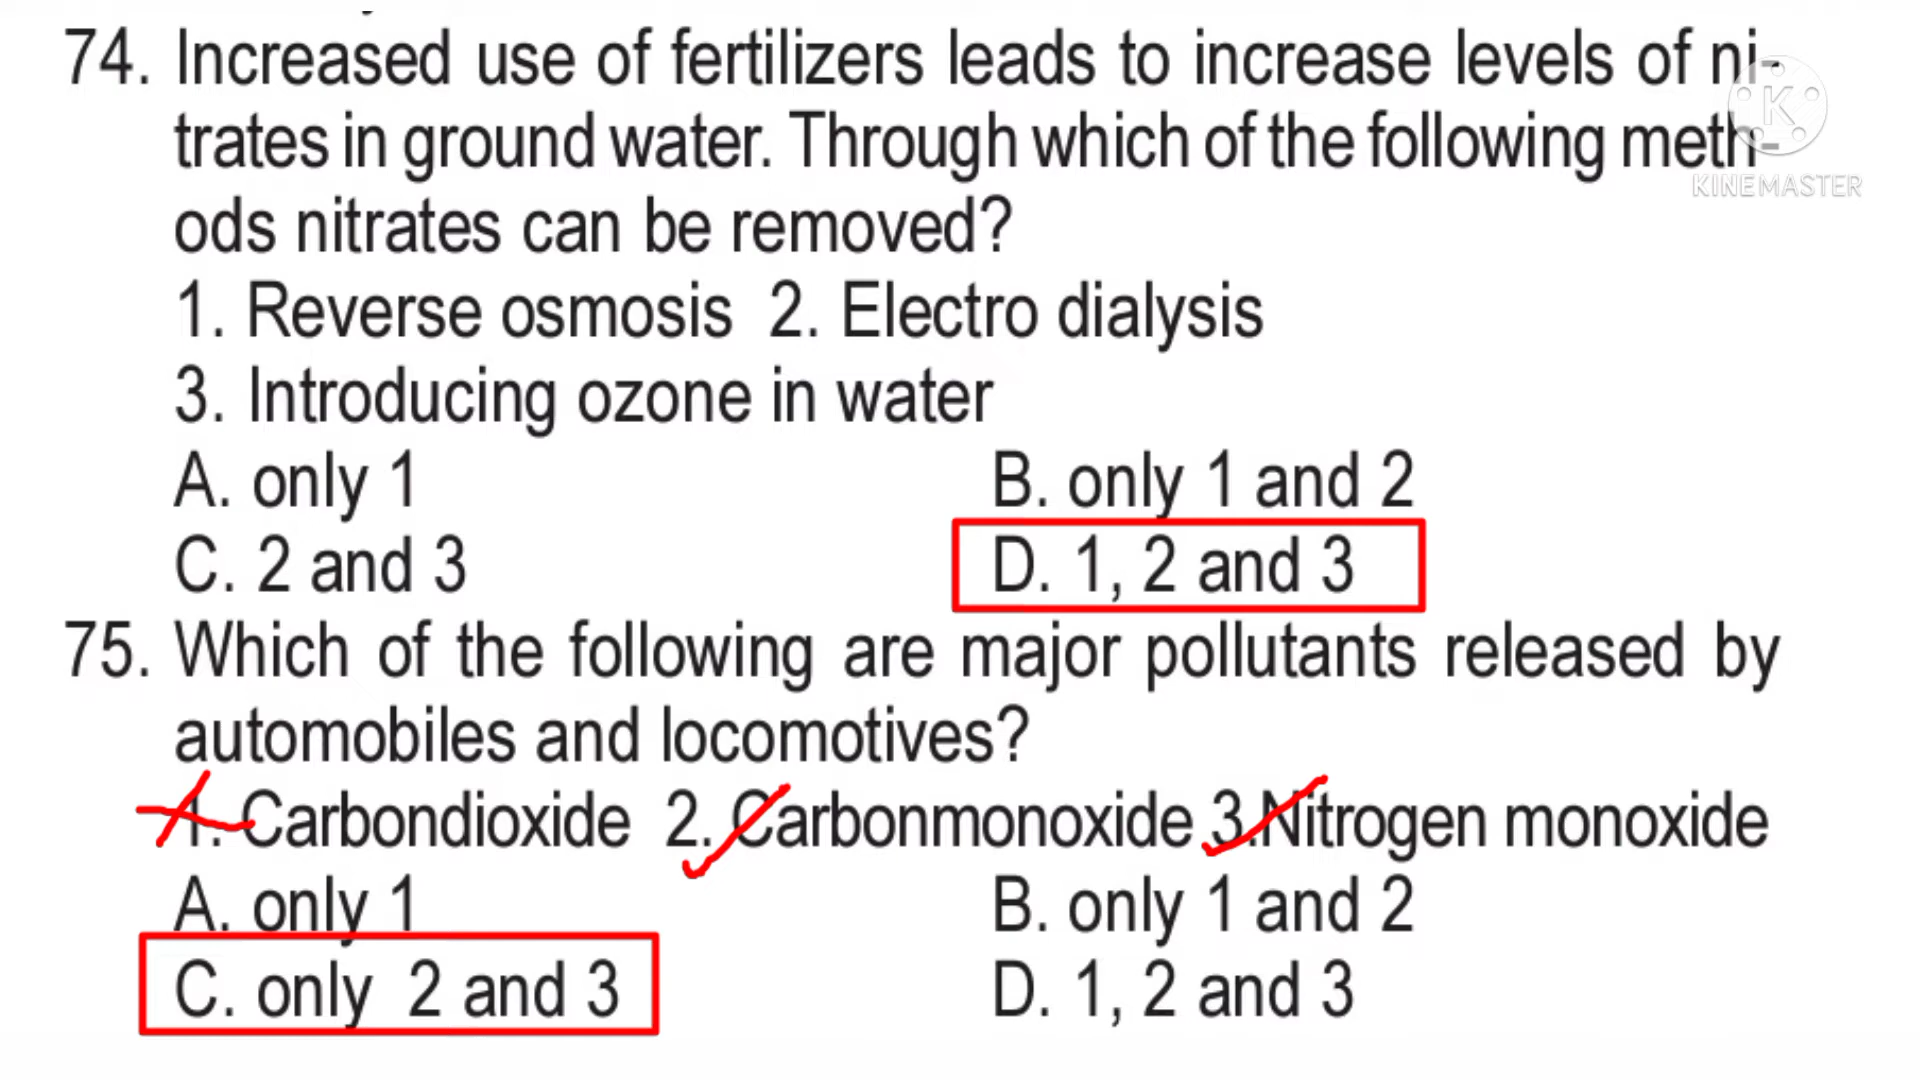 74. Increased use of fertilizers leads to increase levels of ni-
trates in ground water. Through which of the following meth-
ods nitrates can be removed?
1. Reverse osmosis 2. Electro dialysis
3. Introducing ozone in water
A. only 1 B. only 1 and 2
C. 2 and 3 D. 1, 2 and 3
75. Which of the following are major pollutants released by
automobiles and locomotives?
1. Carbondioxide 2. Carbonmonoxide 3.Nitrogen monoxide
A. only 1 B. only 1 and 2
C. only 2 and 3 D. 1, 2 and 3
K
KINEMASTER